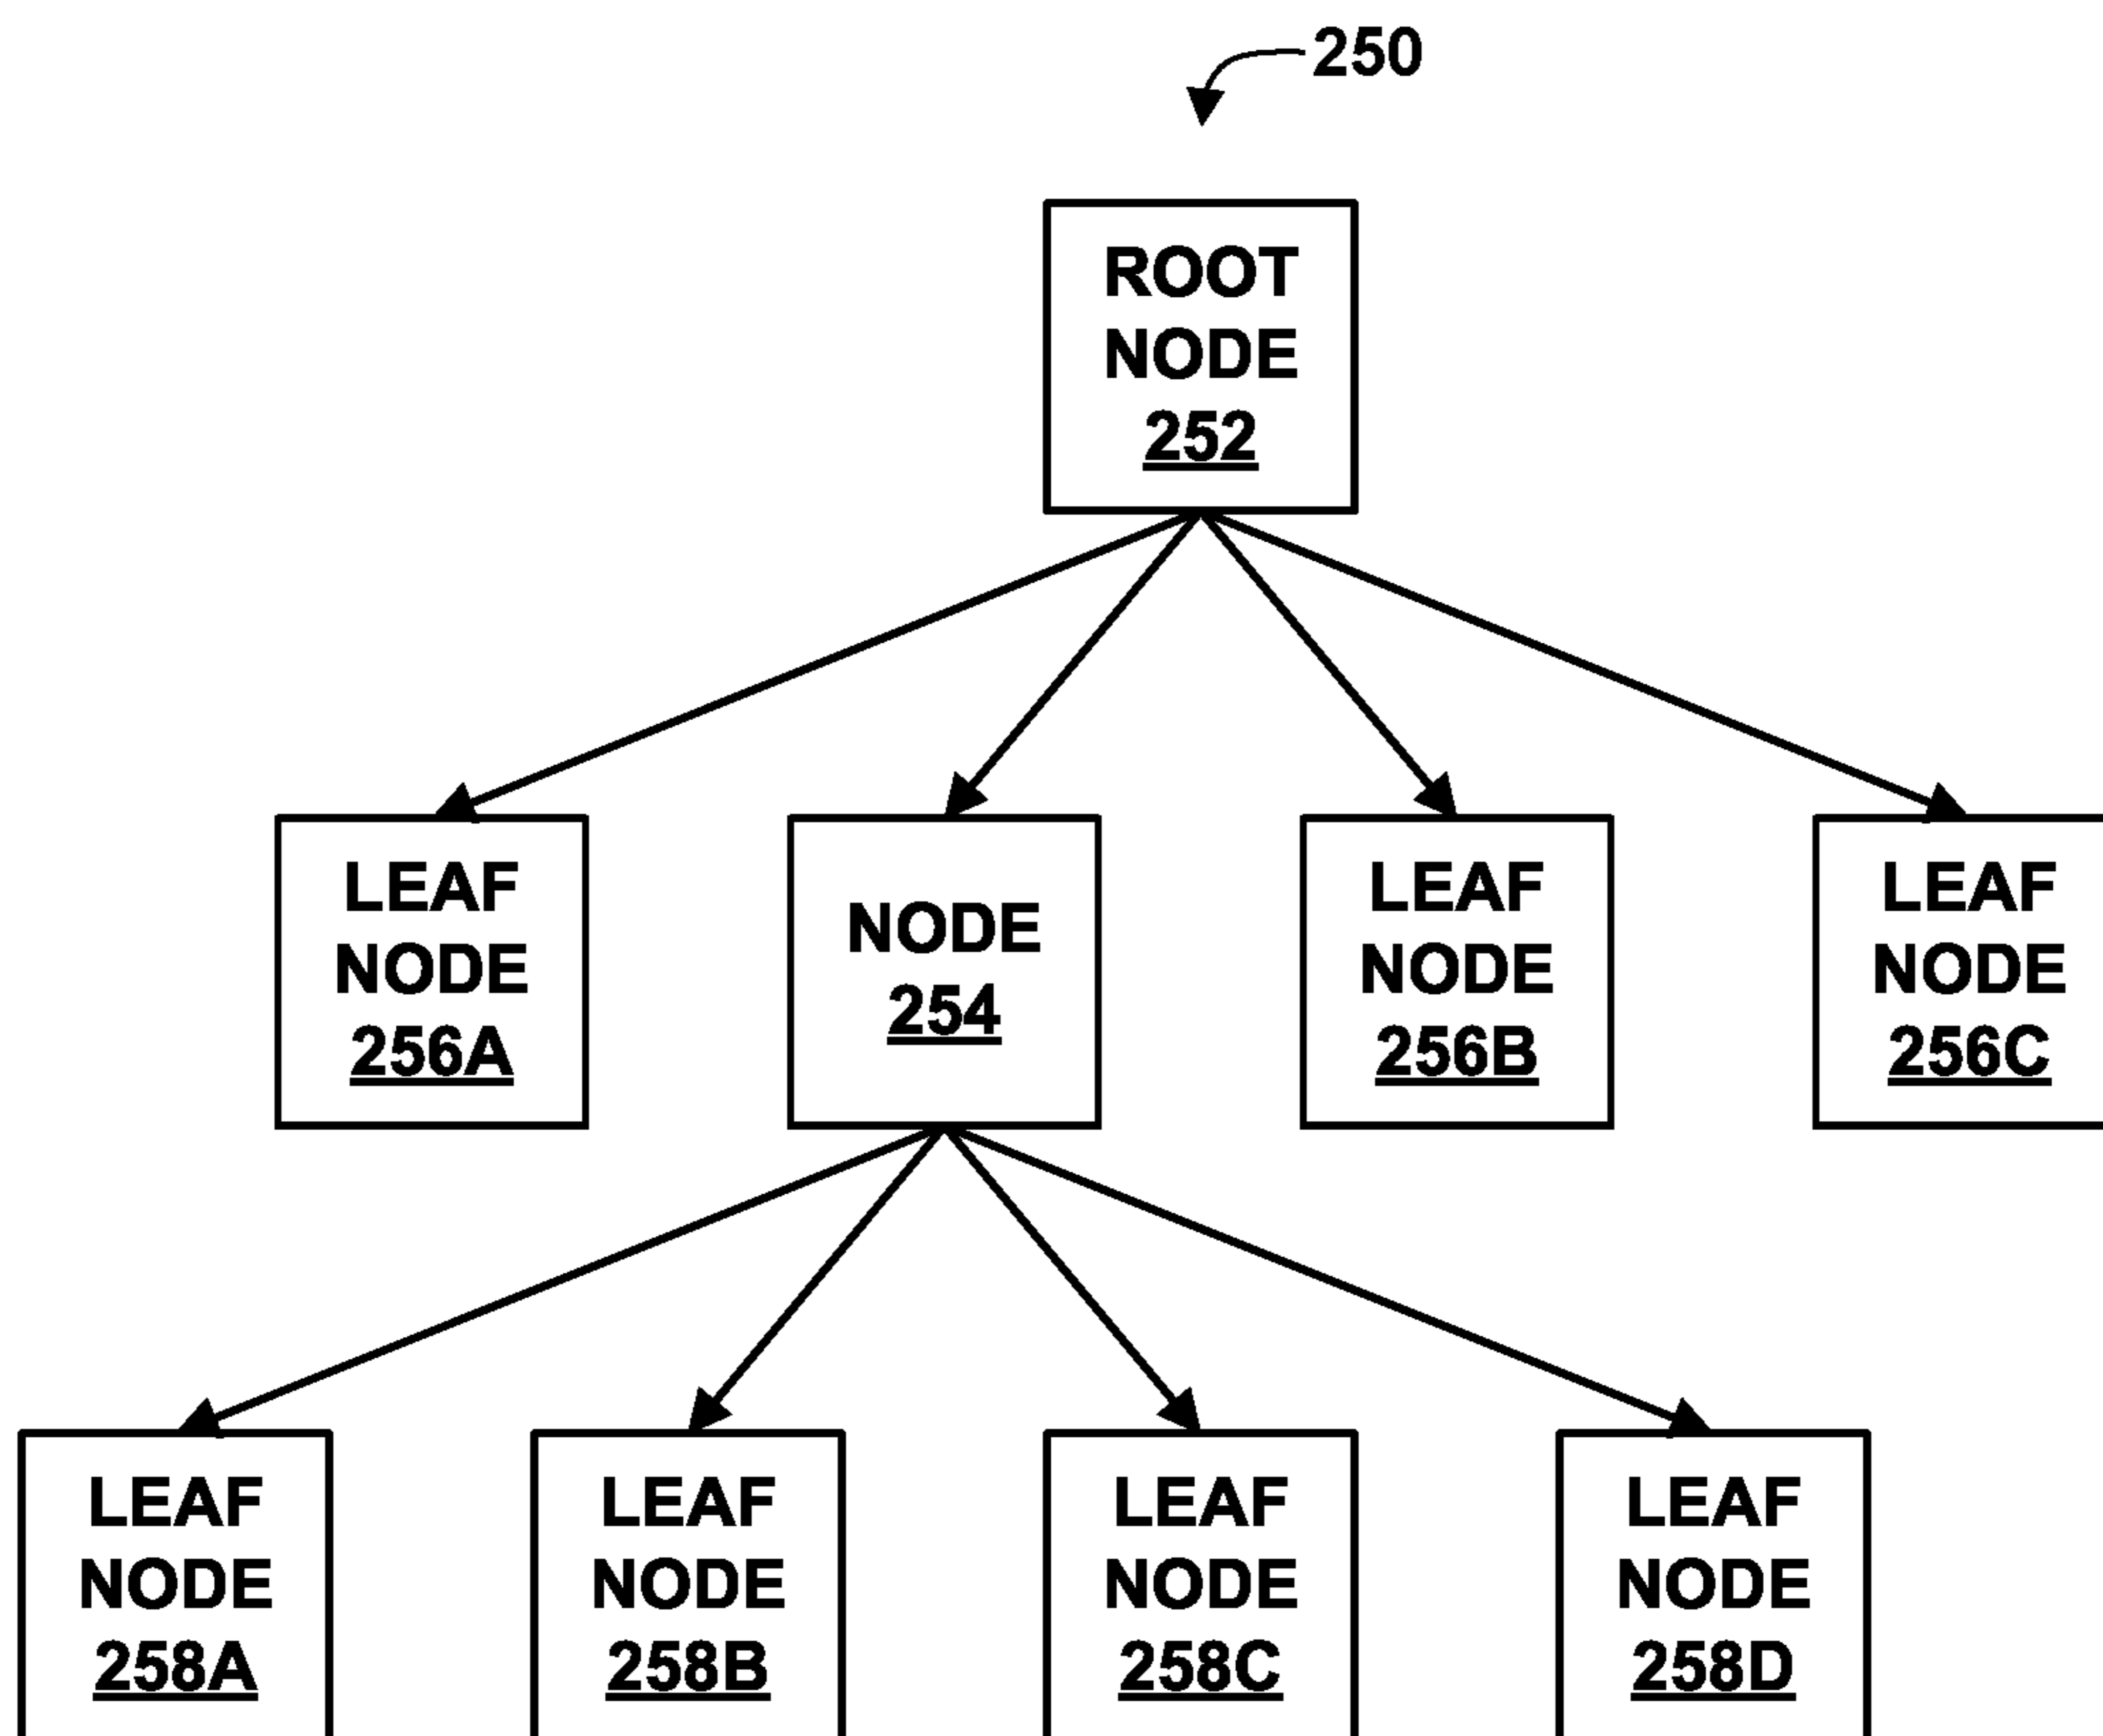 250
ROOT
NODE
252
LEAF
NODE
256A
NODE
254
LEAF
NODE
256B
LEAF
NODE
256C
LEAF
NODE
258A
LEAF
NODE
258B
LEAF
NODE
258C
LEAF
NODE
258D